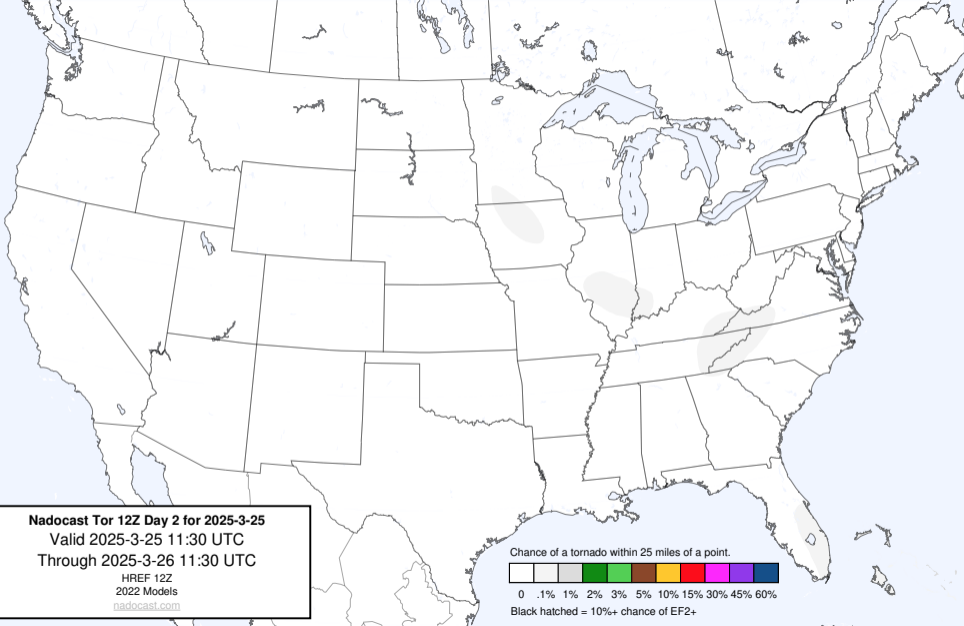 Nadocast Tor 12Z Day 2 for 2025-3-25
Valid 2025-3-25 11:30 UTC
Through 2025-3-26 11:30 UTC
HREF 12Z
2022 Models
nadocast.com
Chance of a tornado within 25 miles of a point.
0 .1% 1% 2% 3% 5% 10% 15% 30% 45% 60%
Black hatched = 10%+ chance of EF2+